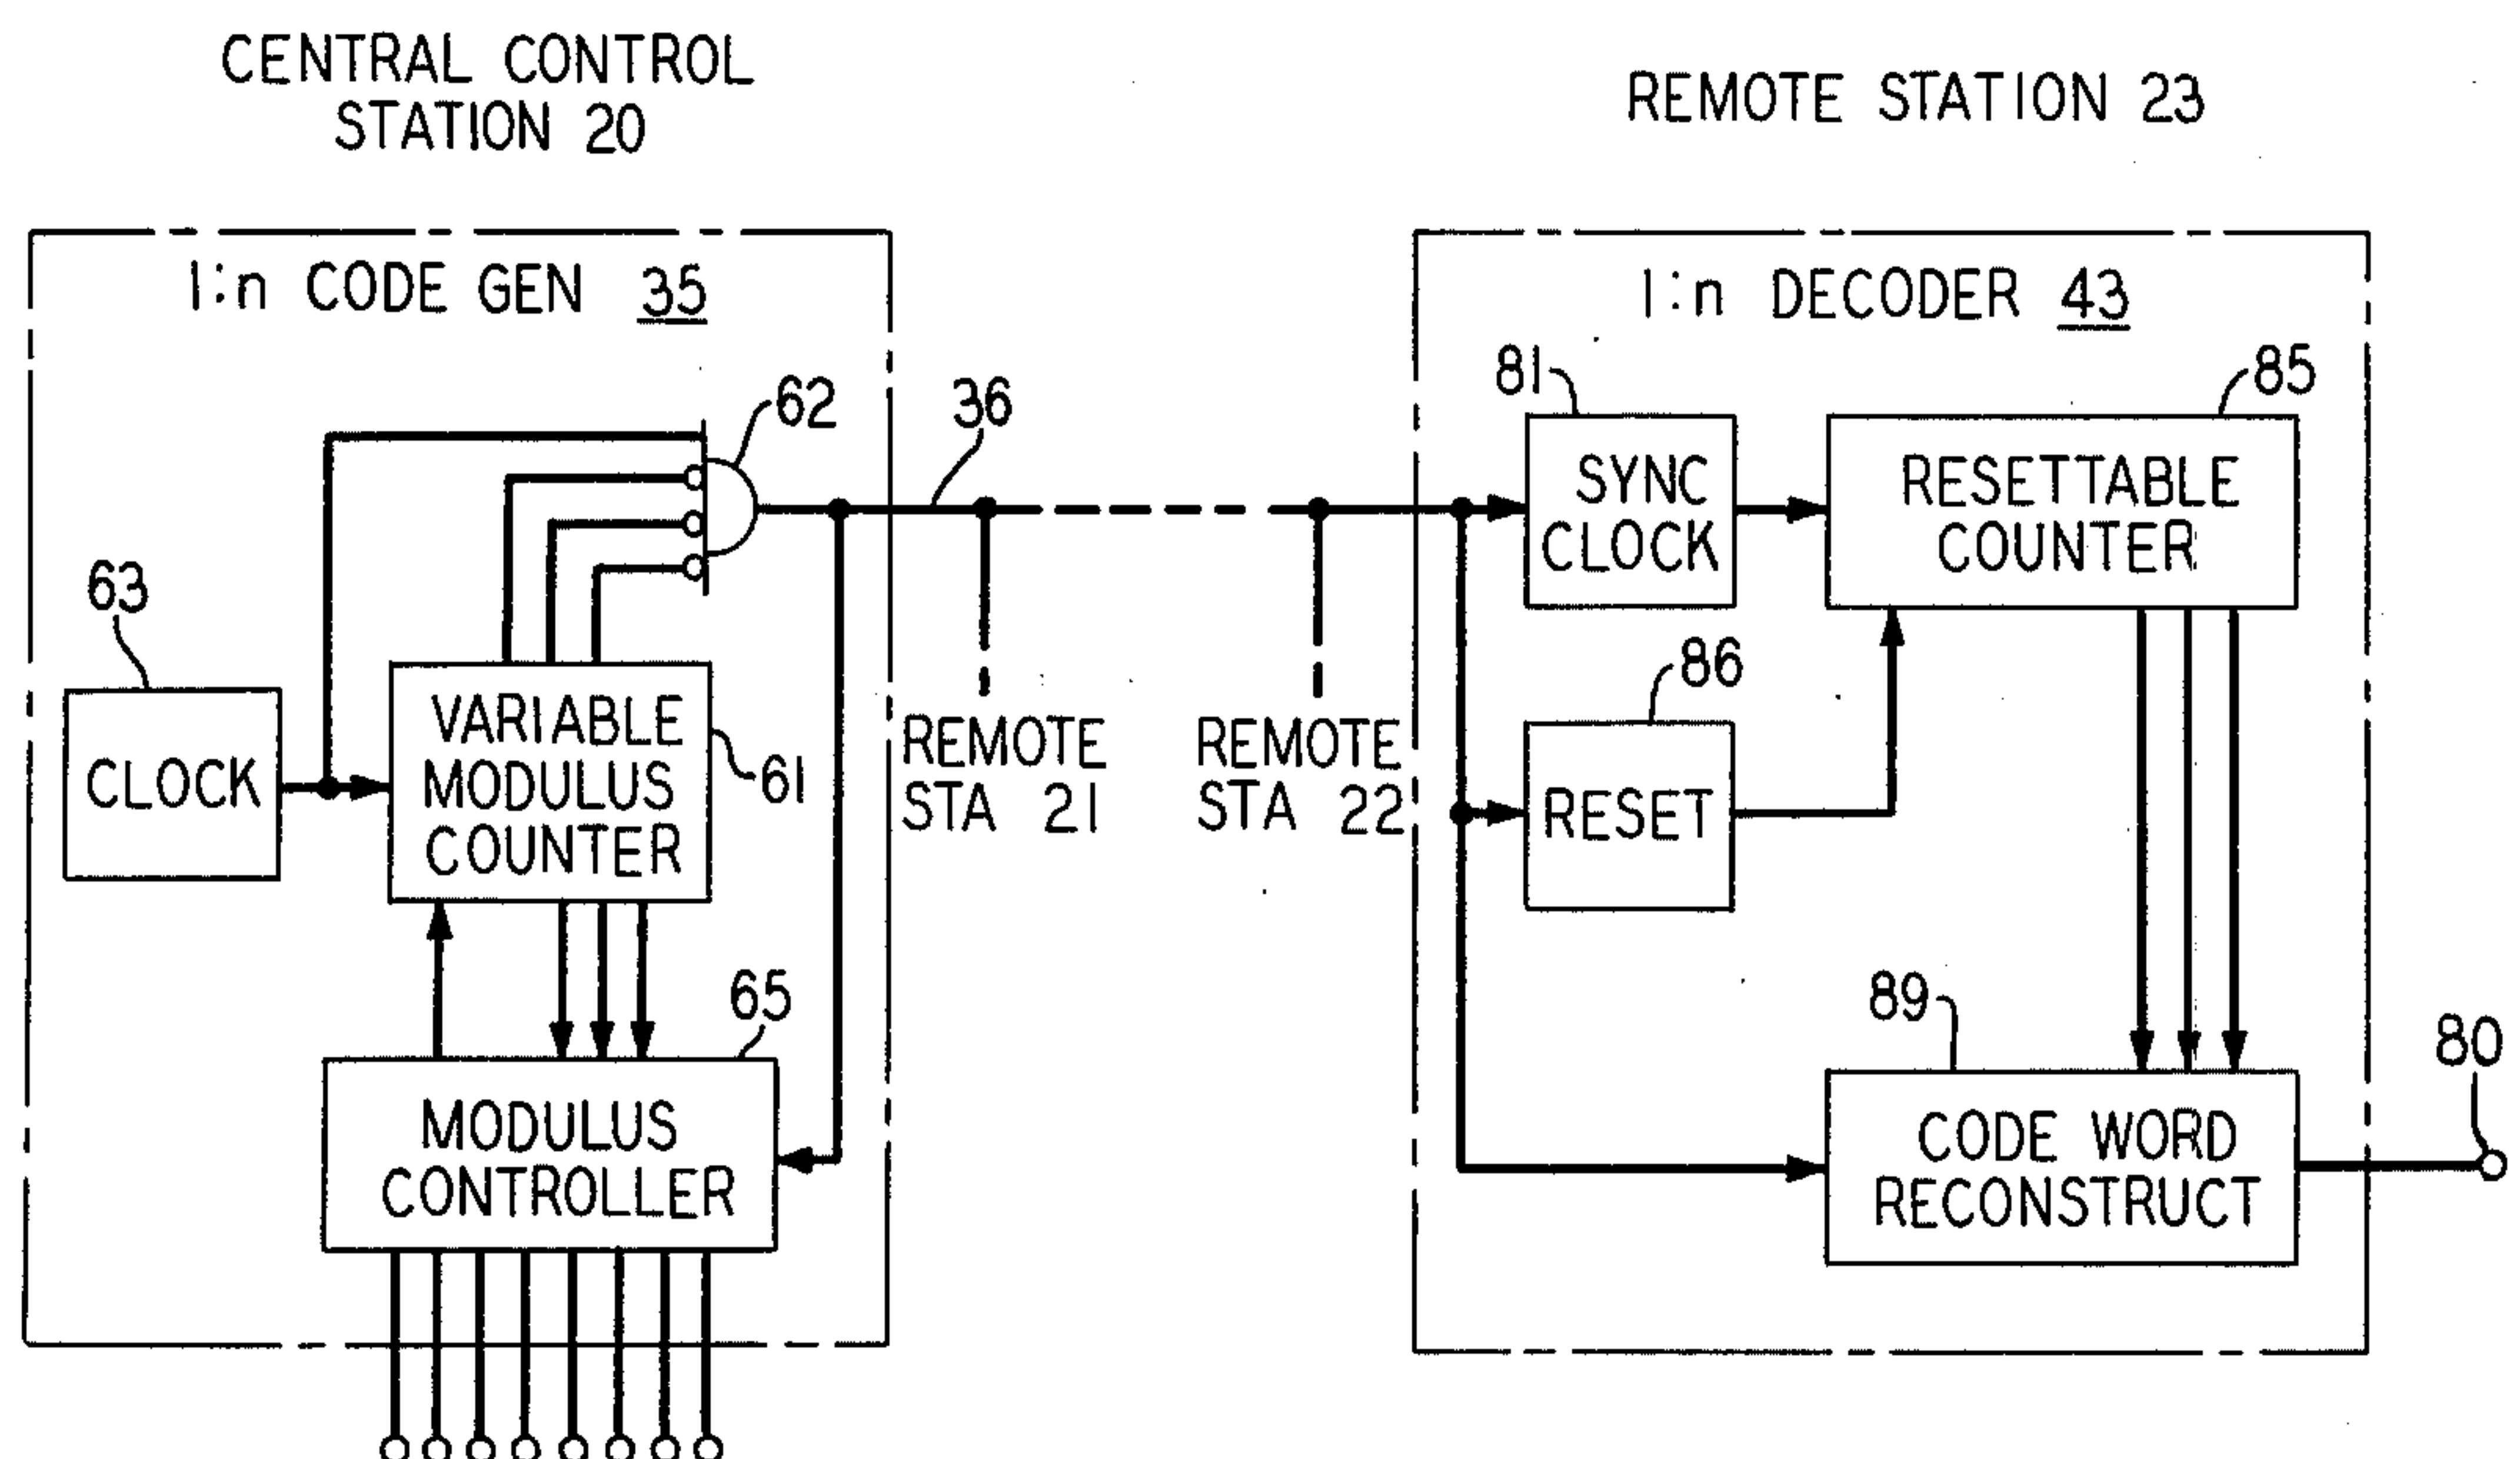 CENTRAL CONTROL
STATION 20
REMOTE STATION 23
1:n CODE GEN 35
1:n DECODER 43
62
36
81
85
SYNC
CLOCK
RESETTABLE
COUNTER
63
86
CLOCK
VARIABLE
MODULUS
COUNTER
61
REMOTE
STA 21
REMOTE
STA 22
RESET
65
89
80
MODULUS
CONTROLLER
CODE WORD
RECONSTRUCT